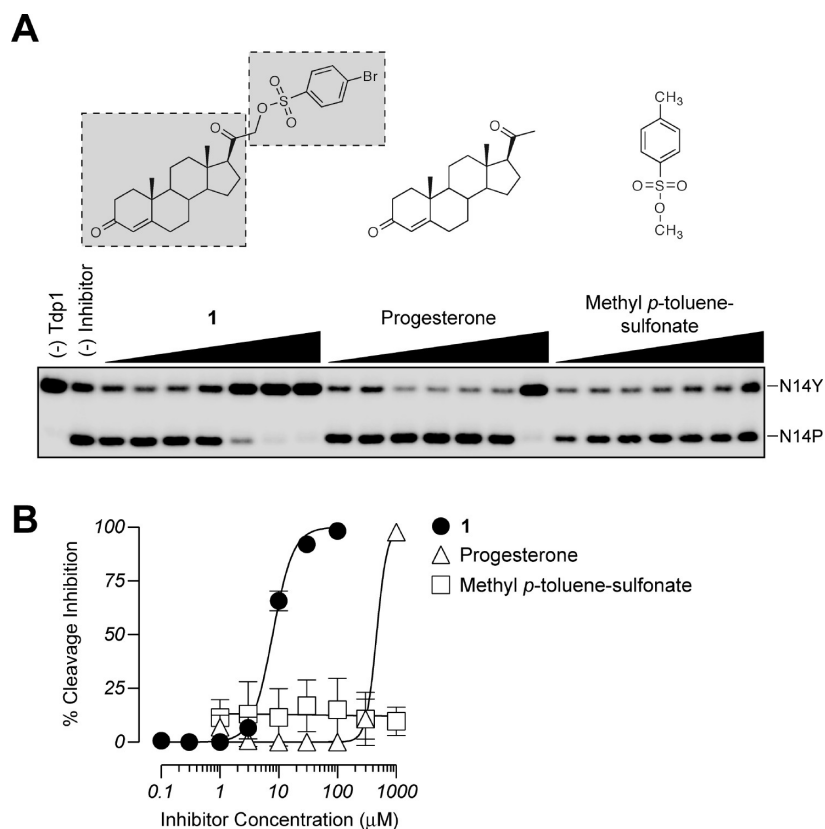 A
Br
O
O
S
O
O
O
O
O
CH3
O=S=O
O
CH3
(-) Tdp1
(-) Inhibitor
1
Progesterone
Methyl p-toluene-
sulfonate
N14Y
N14P
B
% Cleavage Inhibition
100
75
50
25
0
0.1
1
10
100
1000
Inhibitor Concentration (μM)
1
Progesterone
Methyl p-toluene-sulfonate